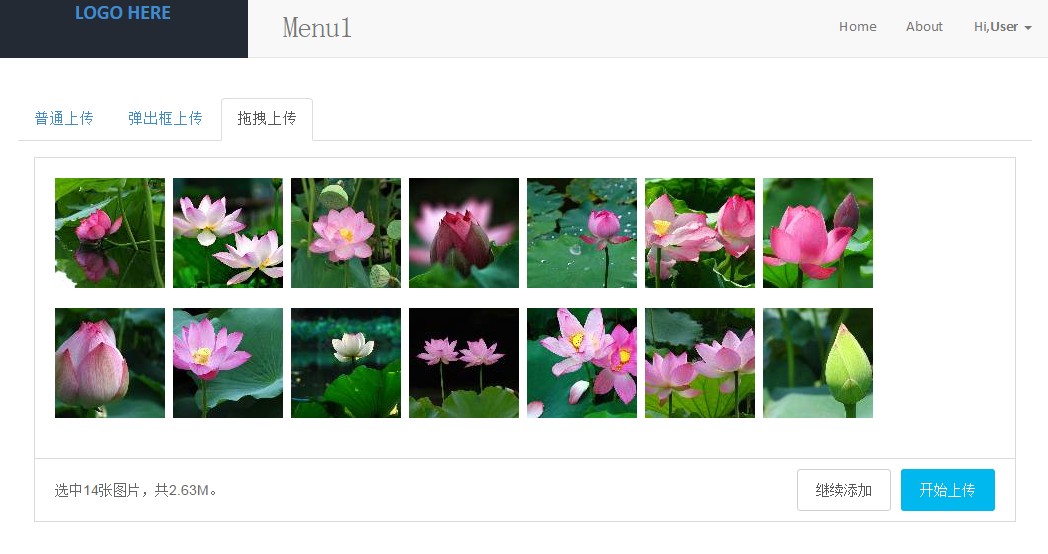 LOGO HERE
Menu1
Home About Hi,User
普通上传 弹出框上传 拖拽上传
选中14张图片，共2.63M。
继续添加 开始上传